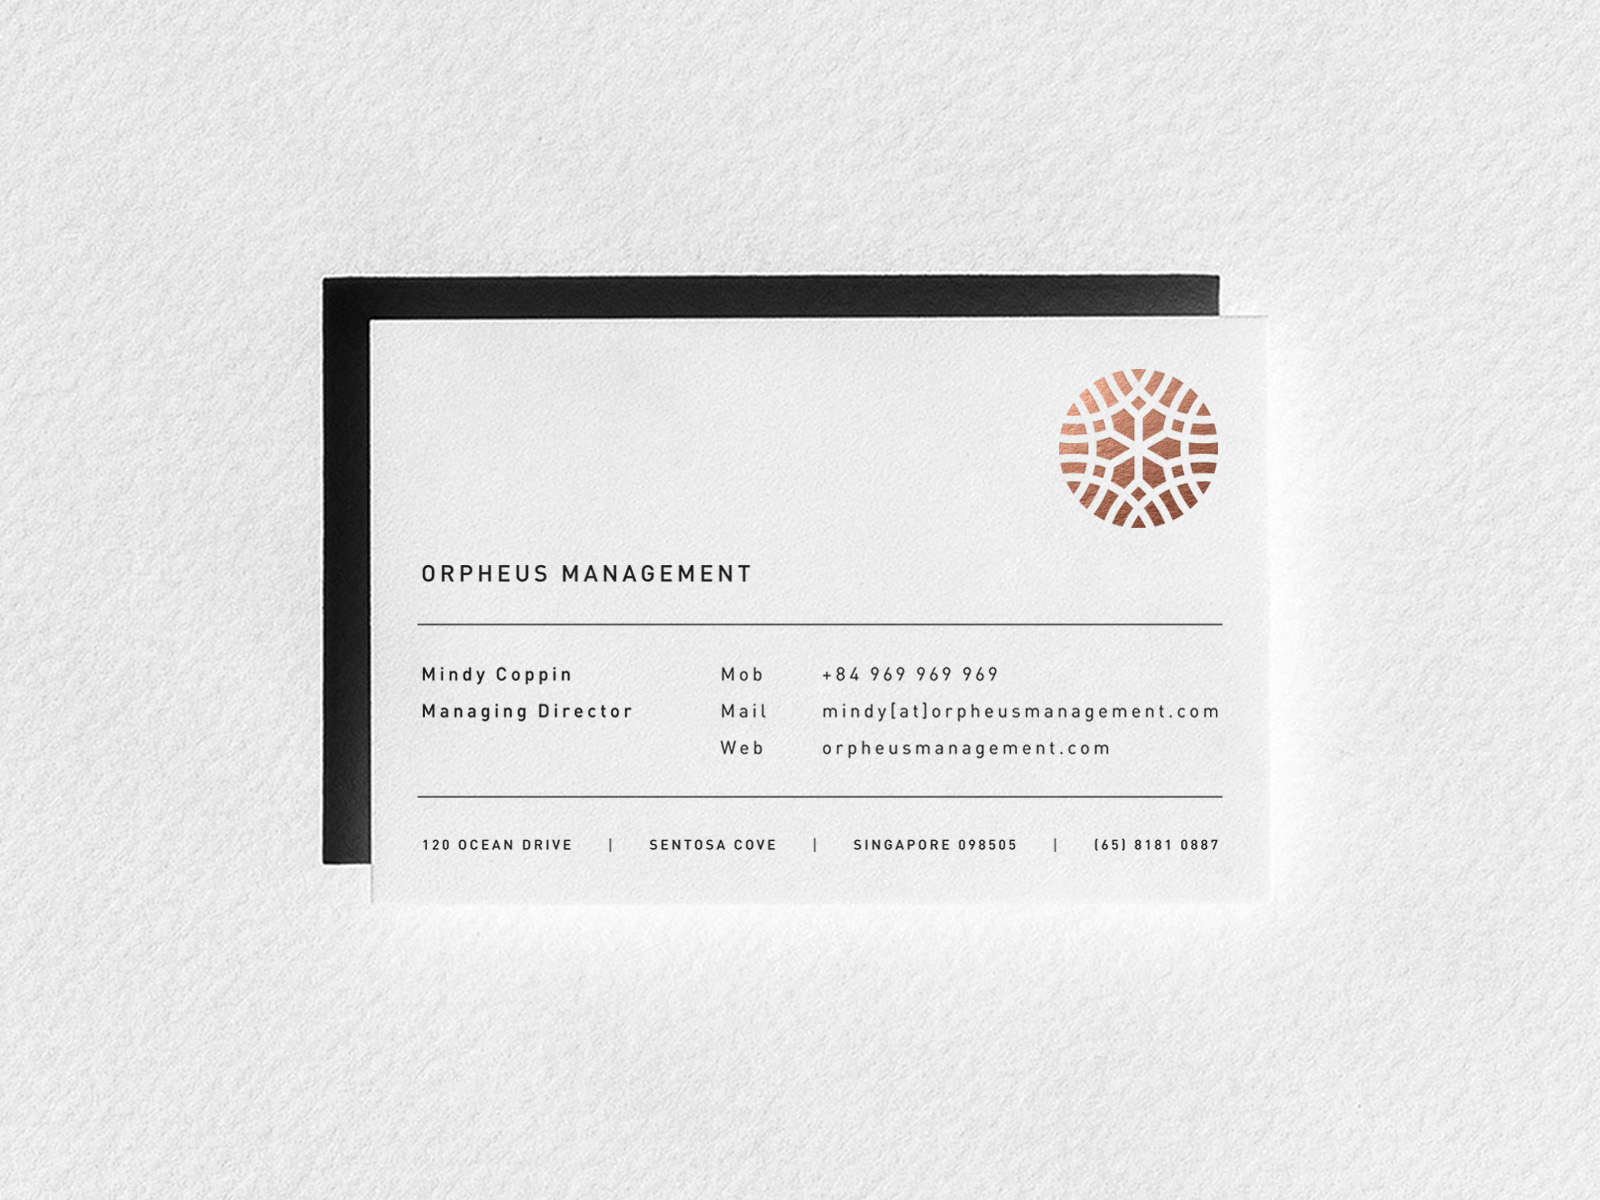 ORPHEUS MANAGEMENT
Mindy Coppin
Managing Director
Mob +84 969 969 969
Mail mindy[at]orpheusmanagement.com
Web orpheusmanagement.com
120 OCEAN DRIVE | SENTOSA COVE | SINGAPORE 098505 | (65) 8181 0887